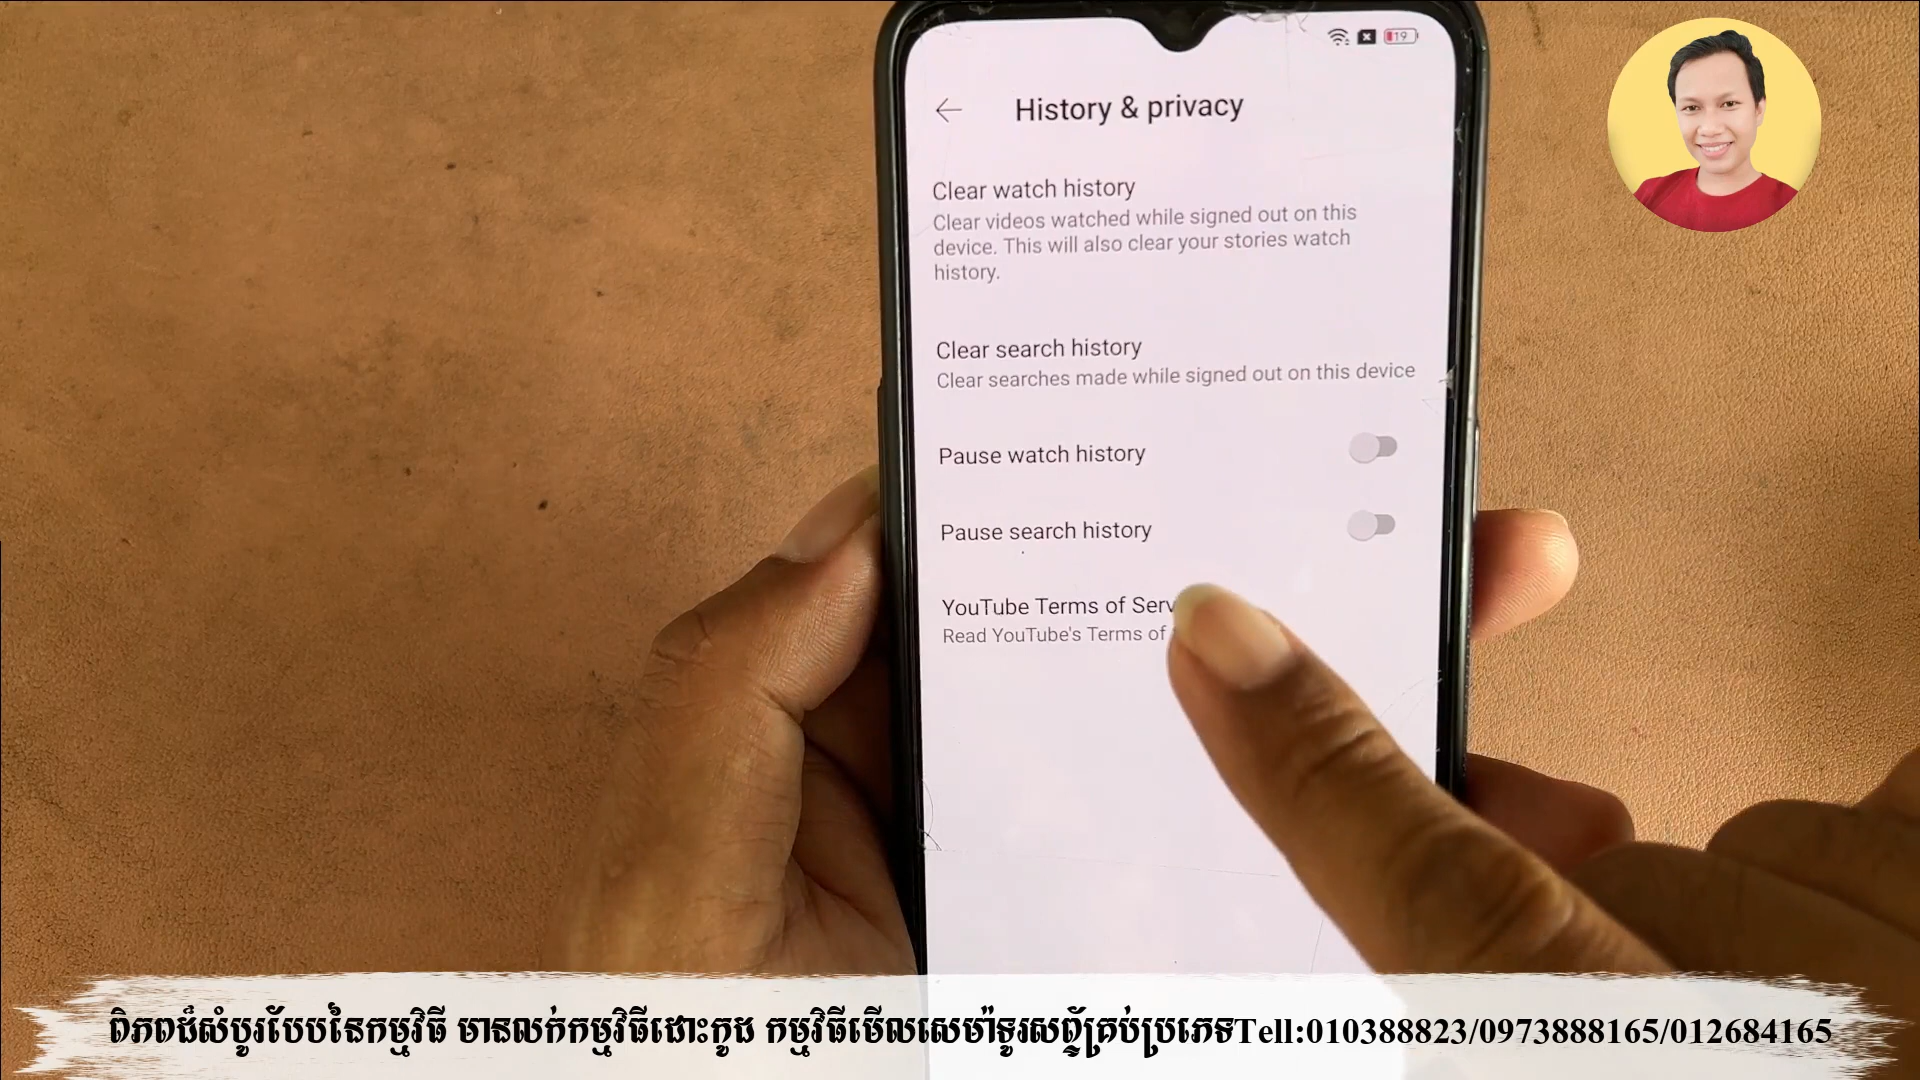 19
History & privacy
Clear watch history
Clear videos watched while signed out on this
device. This will also clear your stories watch
history.
Clear search history
Clear searches made while signed out on this device
Pause watch history
Pause search history
YouTube Terms of Serv
Read YouTube's Terms of
ពិភពដ៏សំបូរបែបនៃកម្មវិធី មានលក់កម្មវិធីដោះកូដ កម្មវិធីមើលសេម៉ាទូរសព្ទ័គ្រប់ប្រភេទTell:010388823/0973888165/012684165